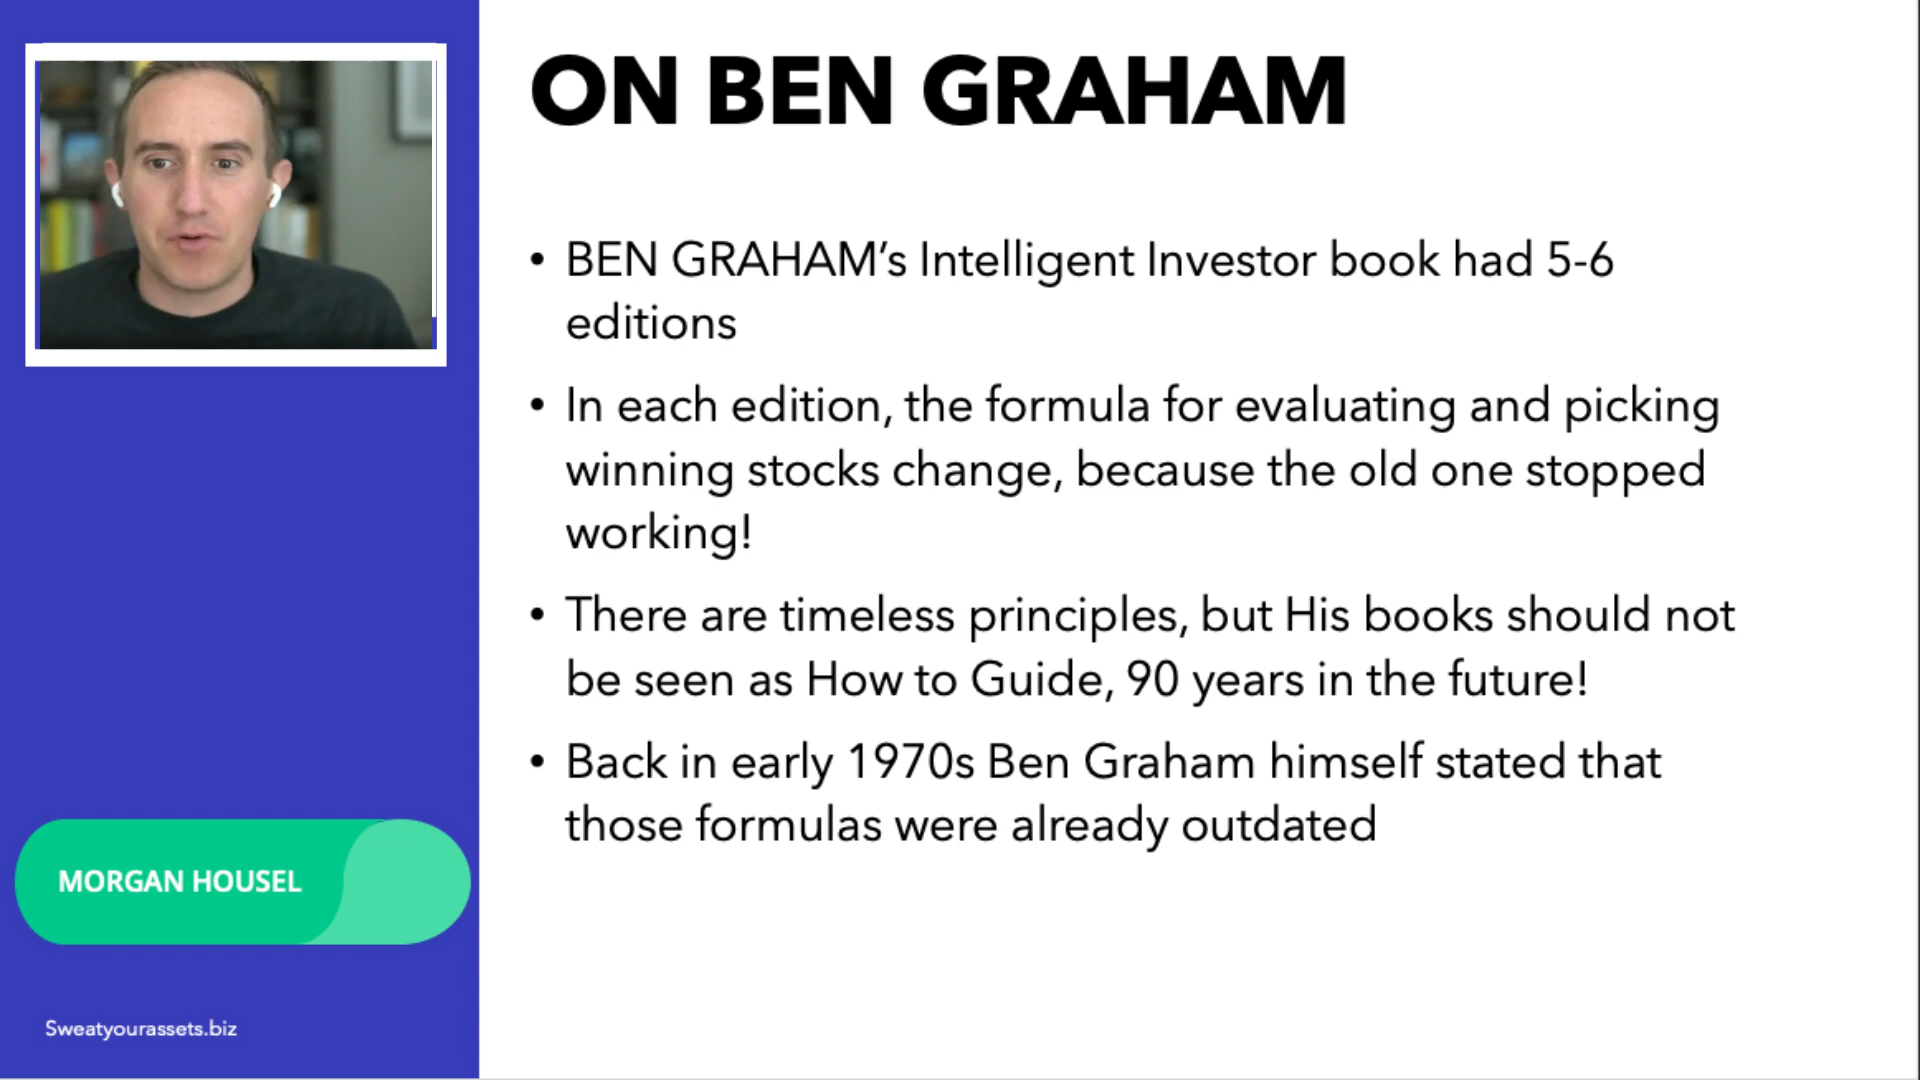 ON BEN GRAHAM
• BEN GRAHAM’s Intelligent Investor book had 5-6
editions
• In each edition, the formula for evaluating and picking
winning stocks change, because the old one stopped
working!
• There are timeless principles, but His books should not
be seen as How to Guide, 90 years in the future!
• Back in early 1970s Ben Graham himself stated that
those formulas were already outdated
MORGAN HOUSEL
Sweatyourassets.biz